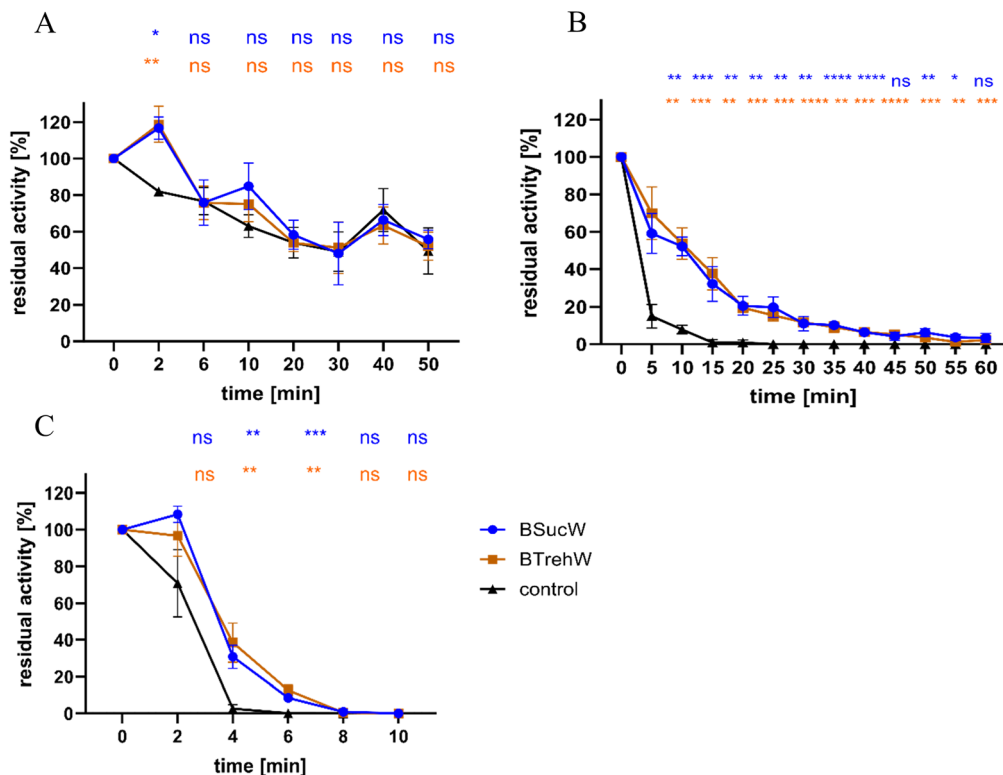 A
* ns ns ns ns ns ns
** ns ns ns ns ns ns
residual activity [%]
120
100
80
60
40
20
0
0 2 6 10 20 30 40 50
time [min]
B
** *** ** ** ** ** **** **** ns ** * ns
** *** ** *** *** **** ** *** **** *** ** ***
residual activity [%]
120
100
80
60
40
20
0
0 5 10 15 20 25 30 35 40 45 50 55 60
time [min]
C
ns ** *** ns ns
ns ** ** ns ns
residual activity [%]
120
100
80
60
40
20
0
0 2 4 6 8 10
time [min]
BSucW
BTrehW
control